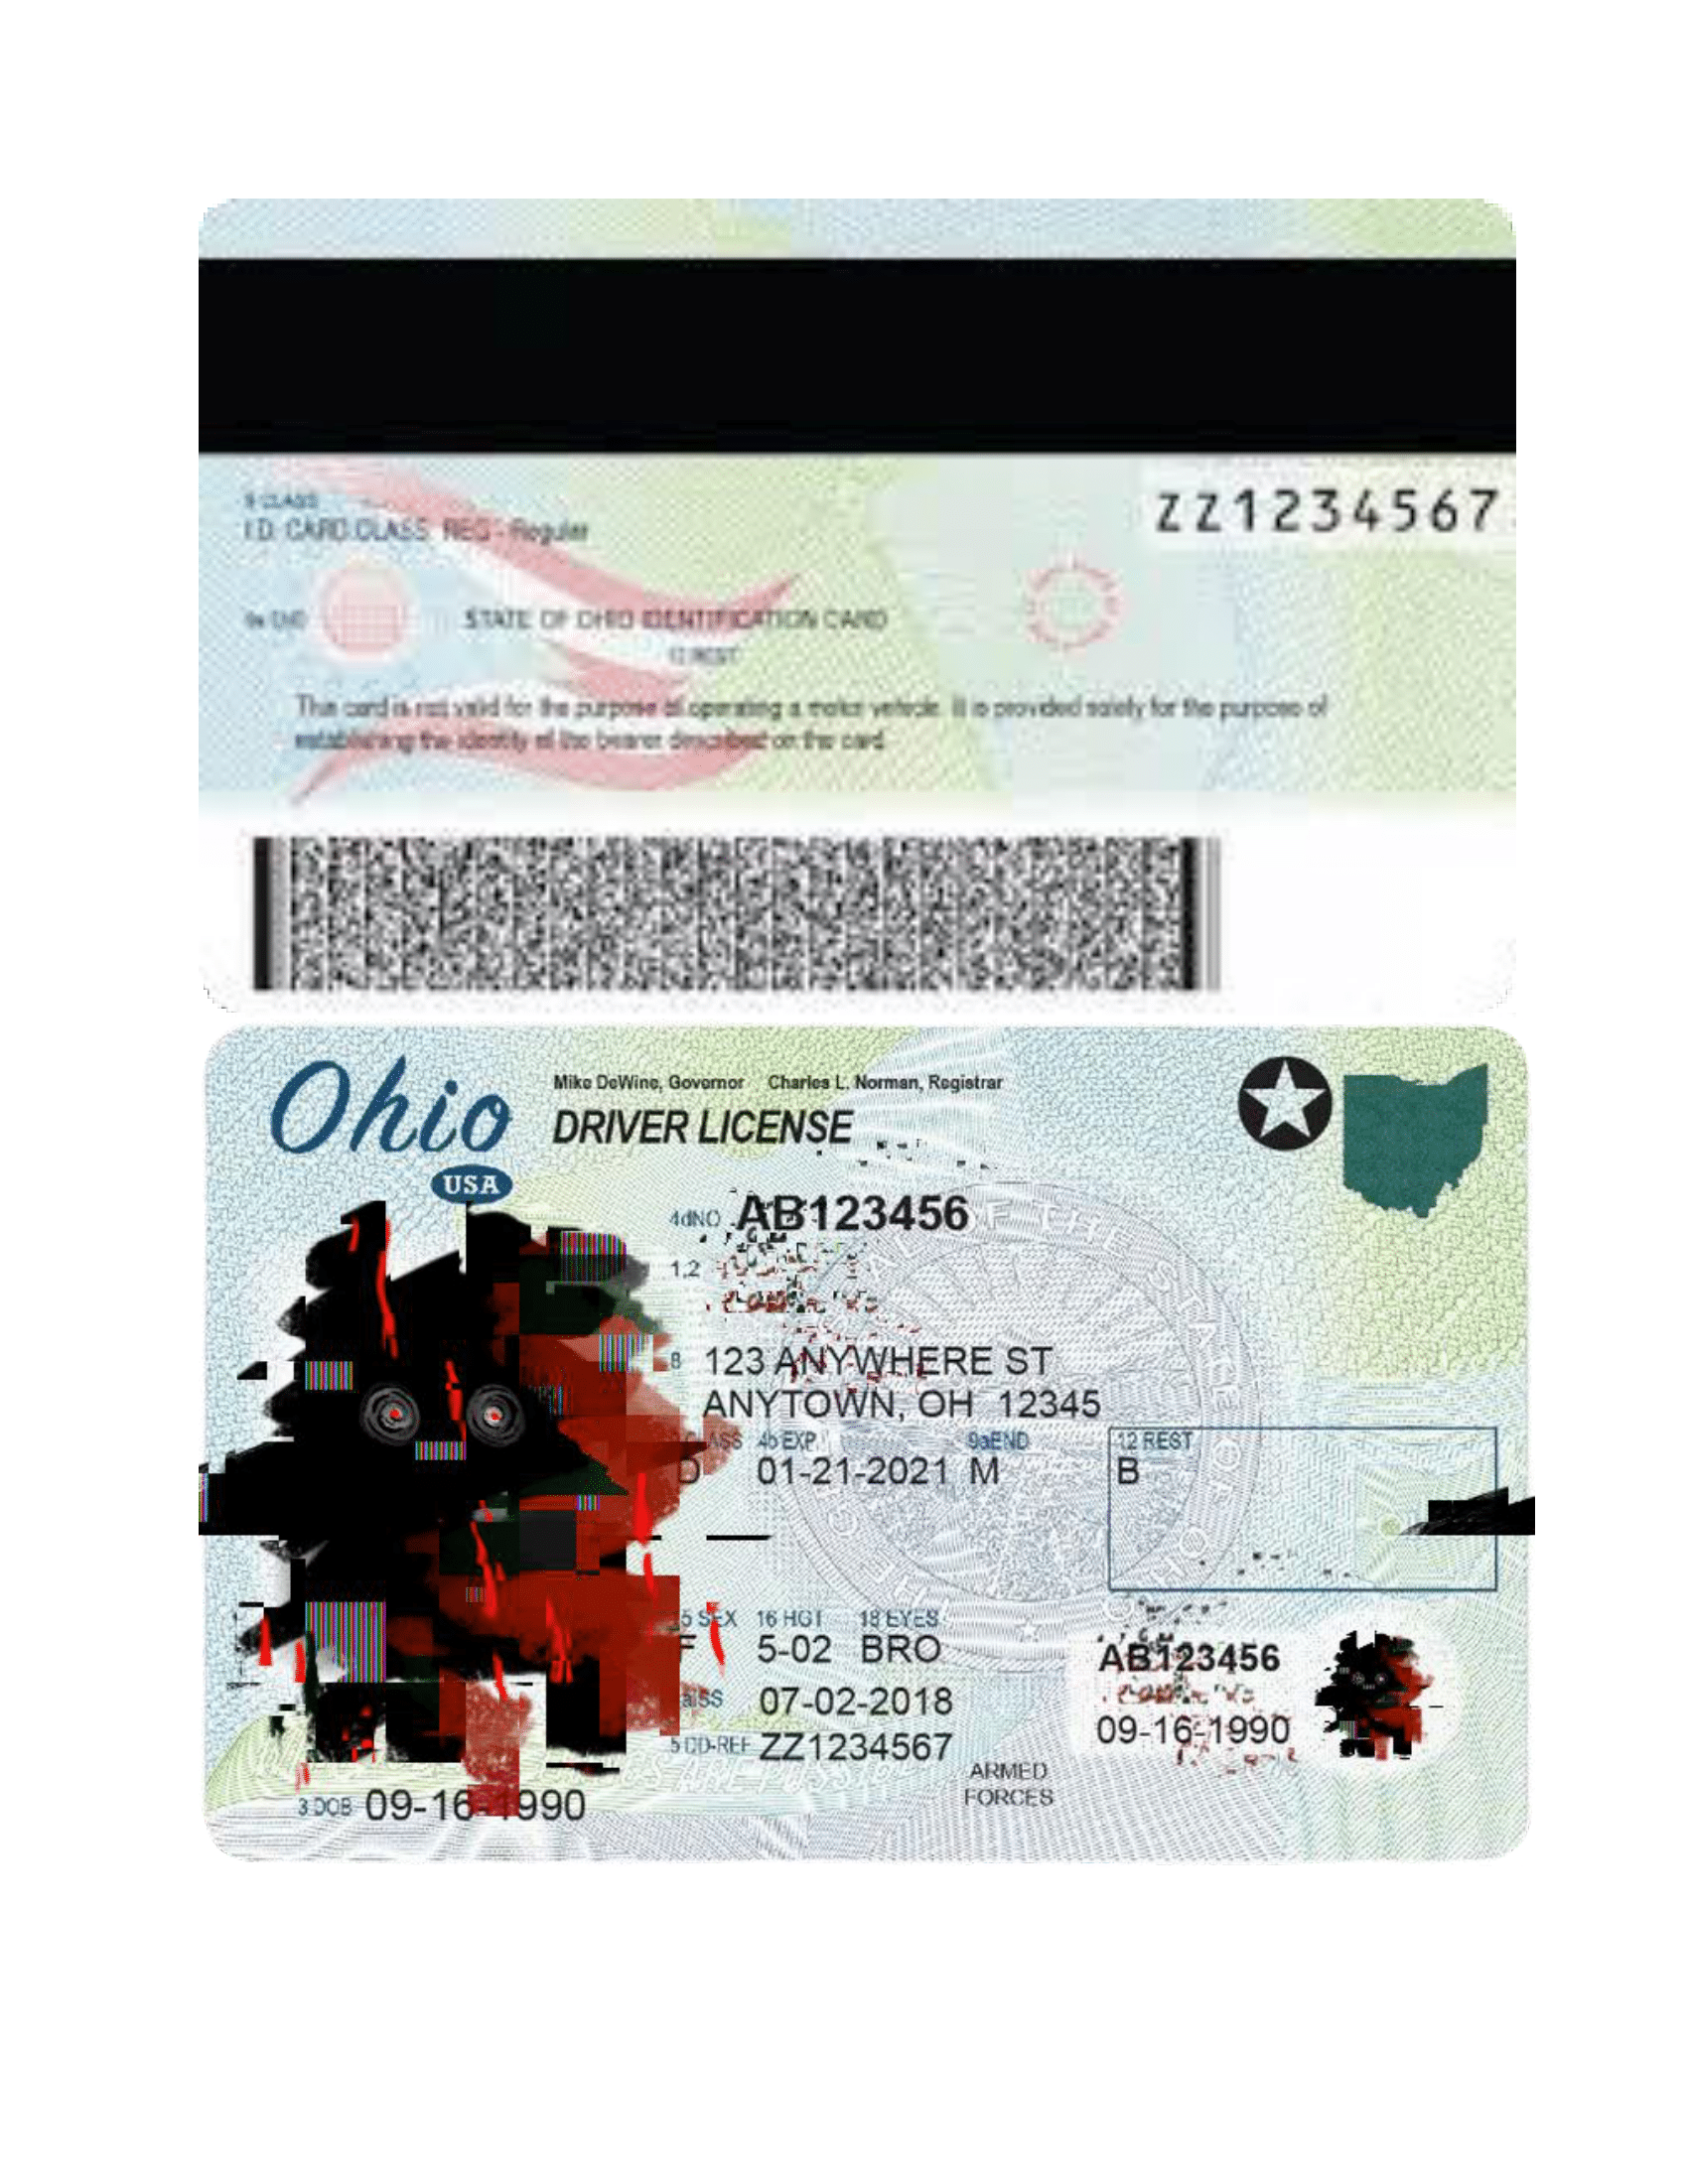 9 CLASS
I.D. CARD CLASS: REG - Regular
ZZ1234567
9a END
STATE OF OHIO IDENTIFICATION CARD
12 REST
This card is not valid for the purpose of operating a motor vehicle. It is provided solely for the purpose of
establishing the identity of the bearer described on the card.
Ohio
USA
Mike DeWine, Governor Charles L. Norman, Registrar
DRIVER LICENSE
4dNO AB123456
1,2
8 123 ANYWHERE ST
ANYTOWN, OH 12345
4b EXP 9aEND 12 REST
D 01-21-2021 M B
SEX 16 HGT 18 EYES
F 5-02 BRO
07-02-2018
5 DD-REF ZZ1234567
3 DOB 09-16-1990
ARMED
FORCES
AB123456
09-16-1990